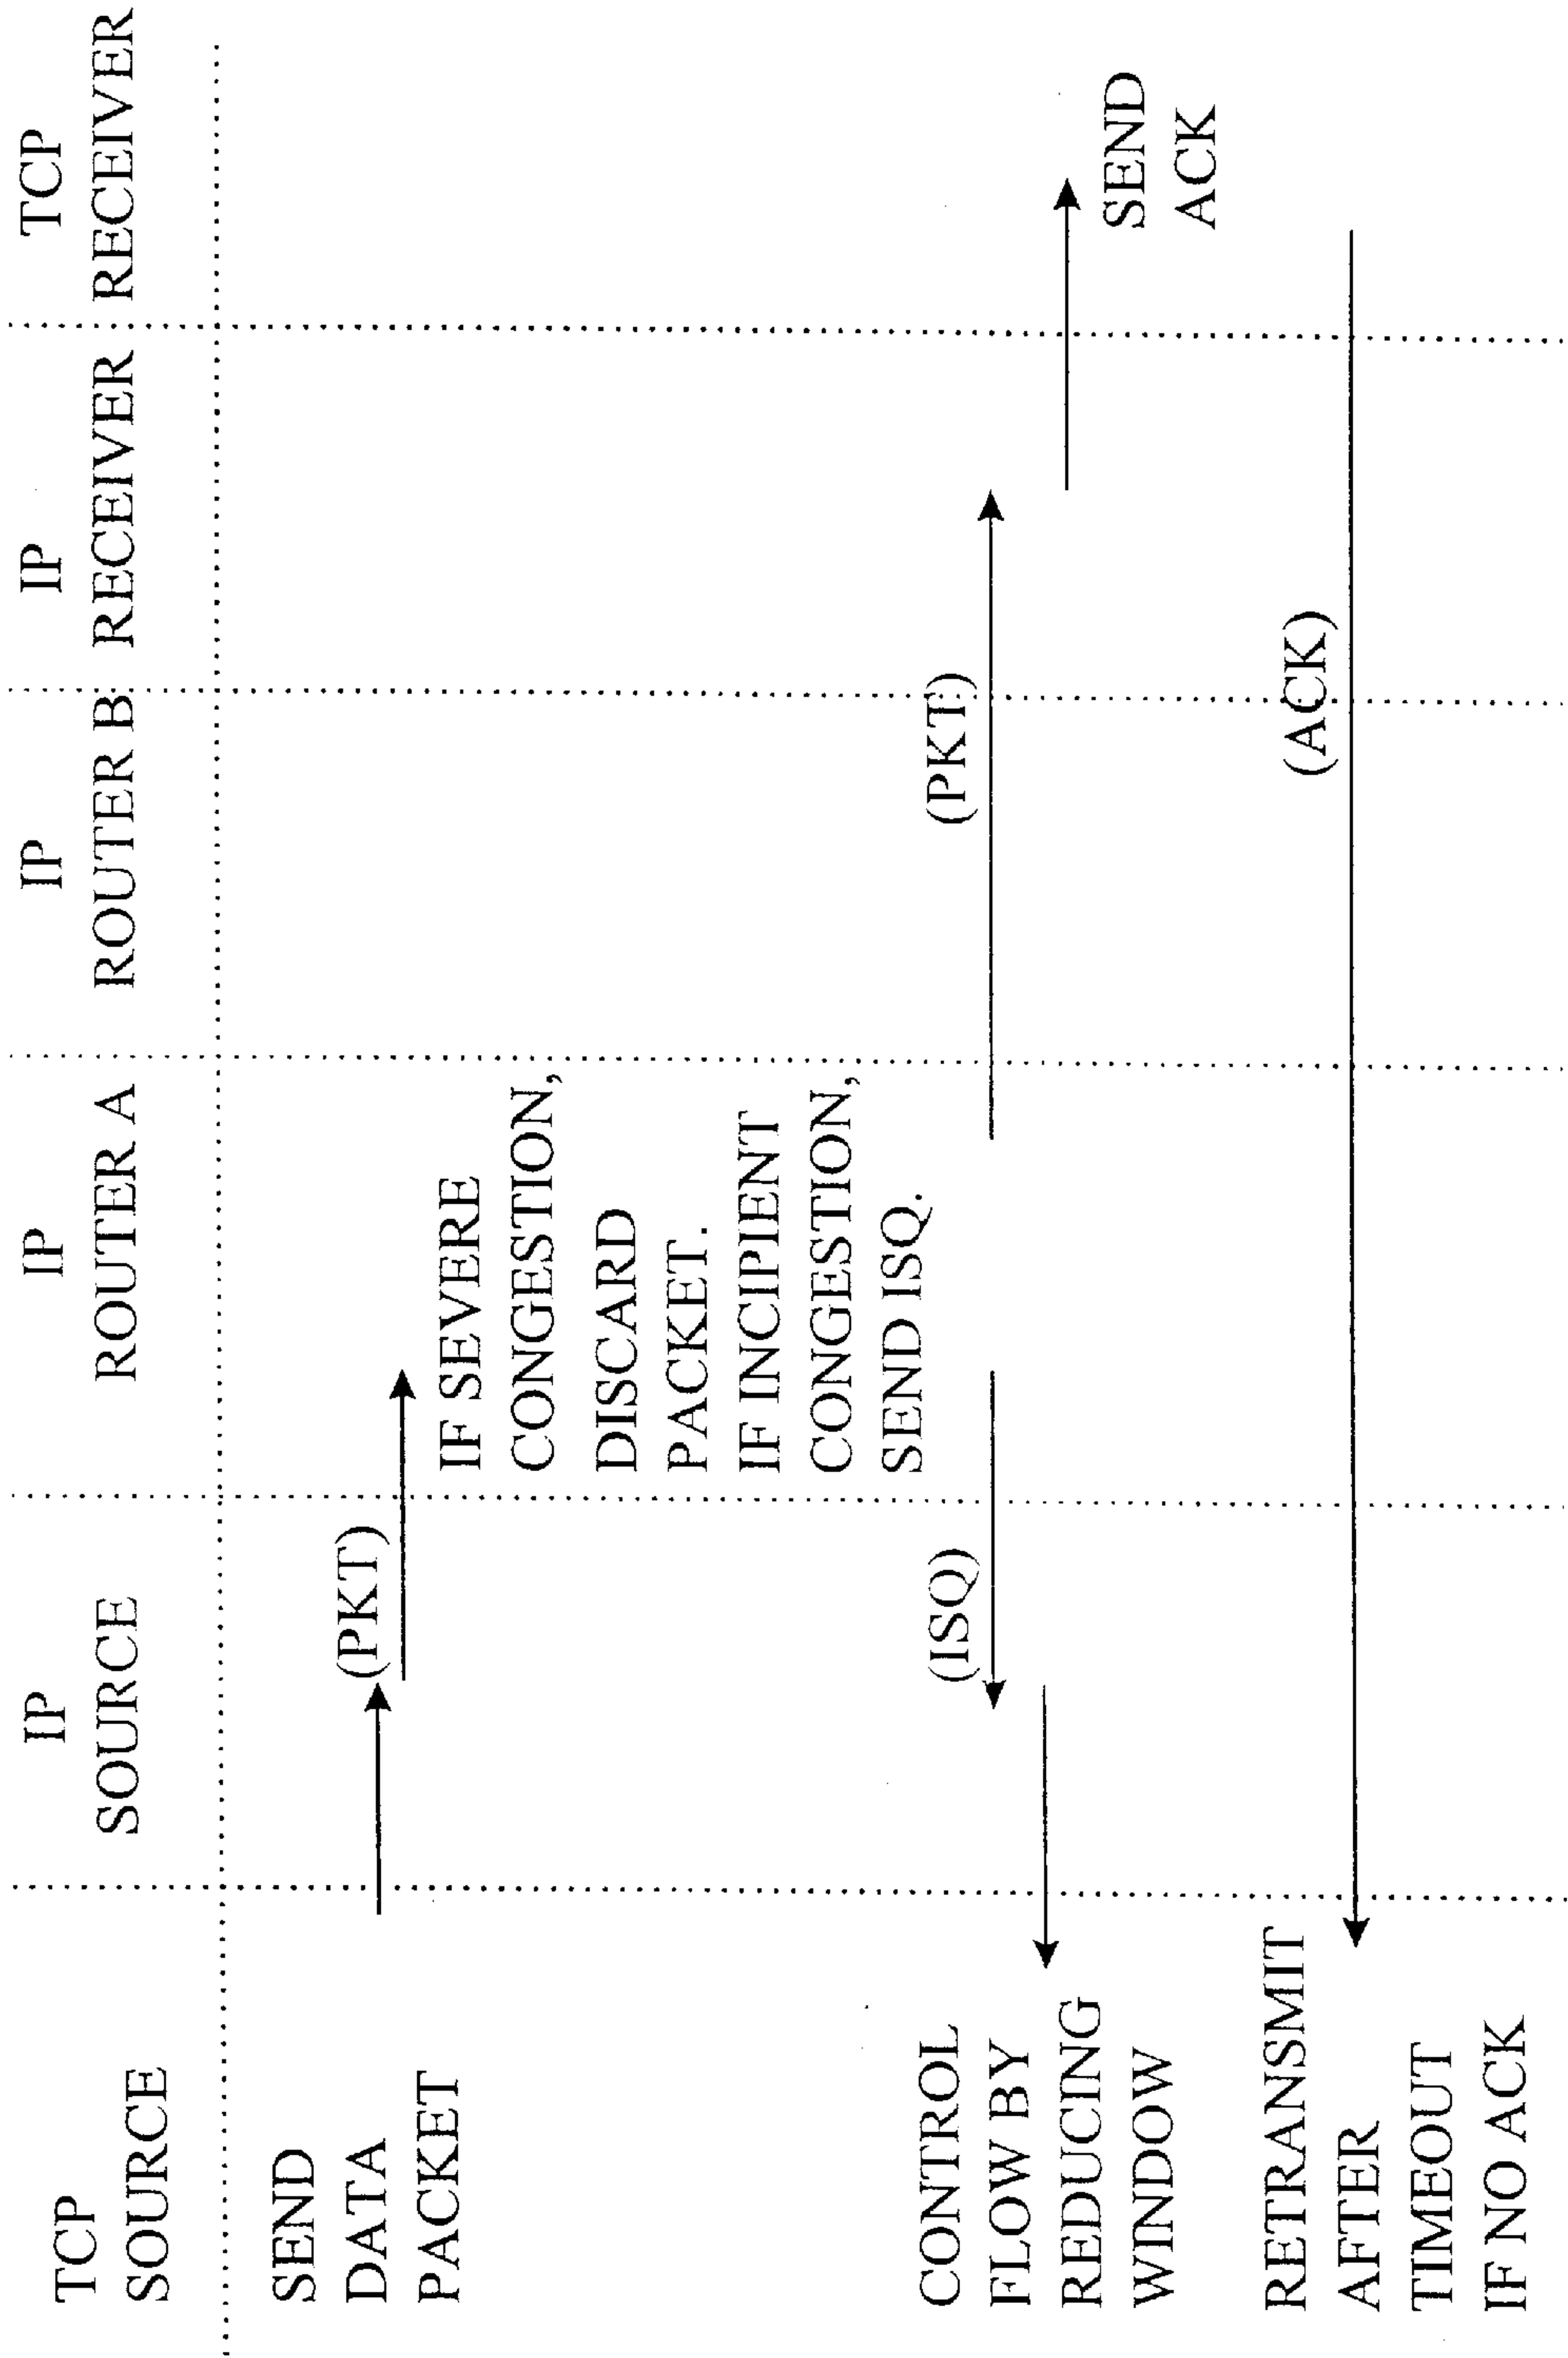 TCP
SOURCE
IP
SOURCE
IP
ROUTER A
IP
ROUTER B
IP
RECEIVER
TCP
RECEIVER
SEND
DATA
PACKET
(PKT)
IF SEVERE
CONGESTION,
DISCARD
PACKET.
IF INCIPIENT
CONGESTION,
SEND ISQ.
(ISQ)
(PKT)
CONTROL
FLOW BY
REDUCING
WINDOW
SEND
ACK
(ACK)
RETRANSMIT
AFTER
TIMEOUT
IF NO ACK